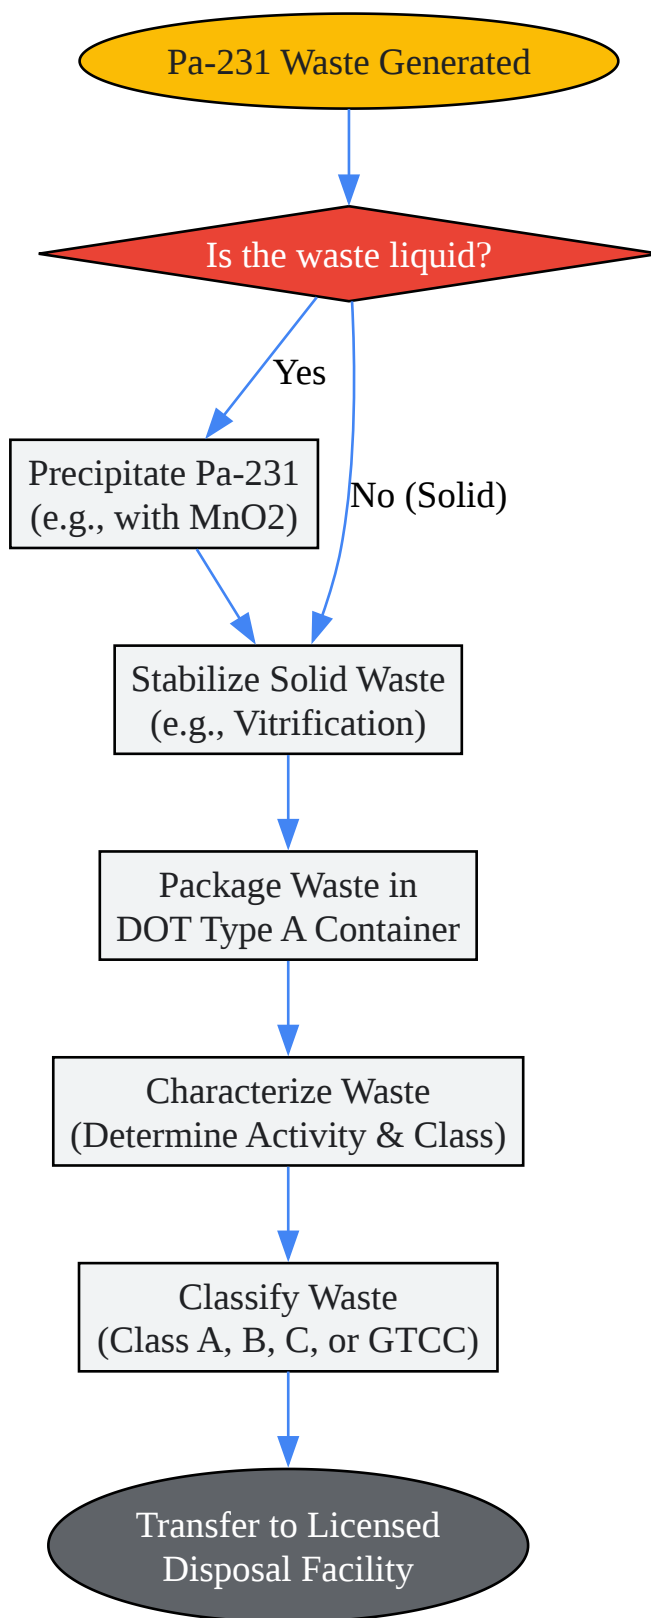 Pa-231 Waste Generated
Is the waste liquid?
Yes
Precipitate Pa-231
(e.g., with MnO2)
No (Solid)
Stabilize Solid Waste
(e.g., Vitrification)
Package Waste in
DOT Type A Container
Characterize Waste
(Determine Activity & Class)
Classify Waste
(Class A, B, C, or GTCC)
Transfer to Licensed
Disposal Facility